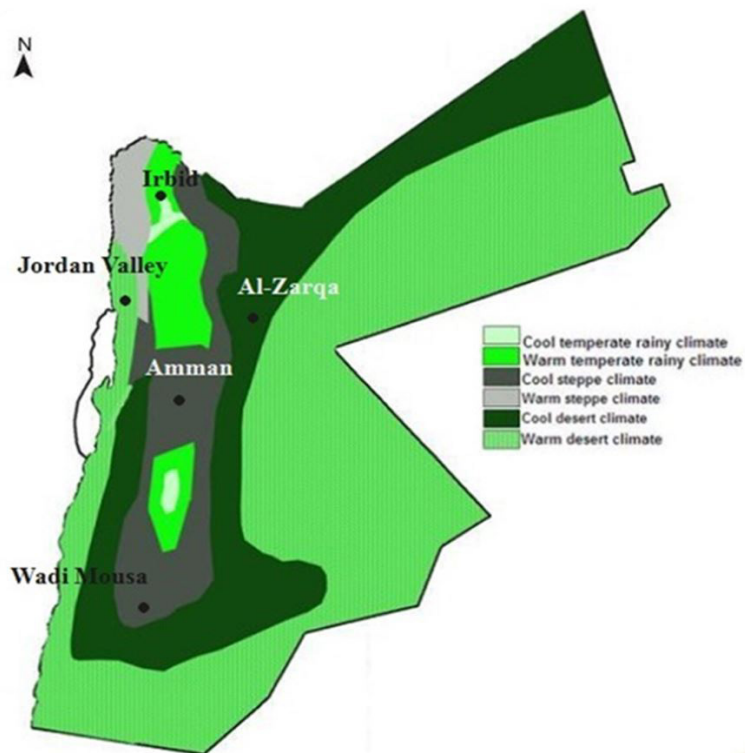 N
Irbid
Jordan Valley
Al-Zarqa
Amman
Wadi Mousa
Cool temperate rainy climate
Warm temperate rainy climate
Cool steppe climate
Warm steppe climate
Cool desert climate
Warm desert climate